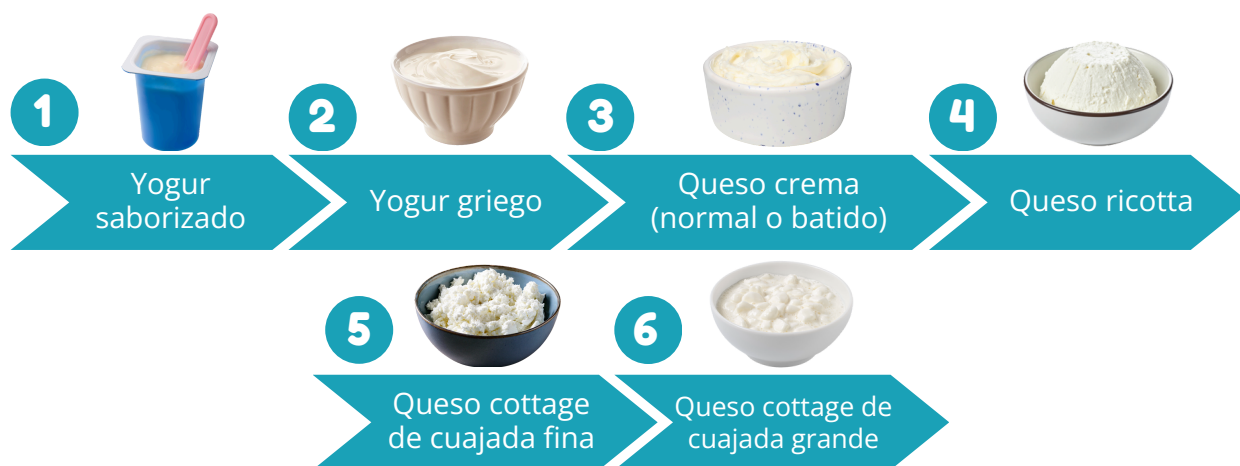 1
Yogur
saborizado
2
Yogur griego
3
Queso crema
(normal o batido)
4
Queso ricotta
5
Queso cottage
de cuajada fina
6
Queso cottage de
cuajada grande